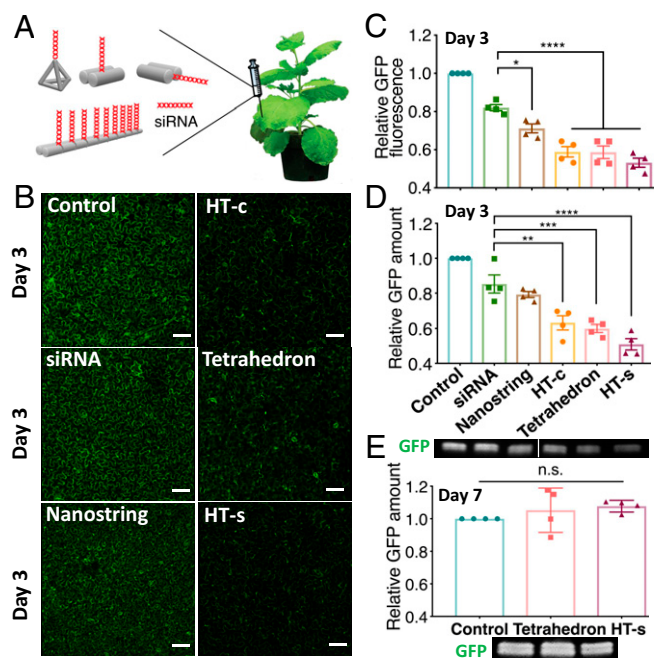 A
siRNA
B
Control
HT-c
Day 3
siRNA
Tetrahedron
Day 3
Nanostring
HT-s
Day 3
C
Day 3
****
*
Relative GFP
fluorescence
1.2
1.0
0.8
0.6
0.4
D
Day 3
****
***
**
Relative GFP amount
1.2
1.0
0.8
0.6
0.4
Control
siRNA
Nanostring
HT-c
Tetrahedron
HT-s
GFP
E
Day 7
n.s.
Relative GFP amount
1.2
1.0
0.8
0.6
0.4
Control Tetrahedron HT-s
GFP